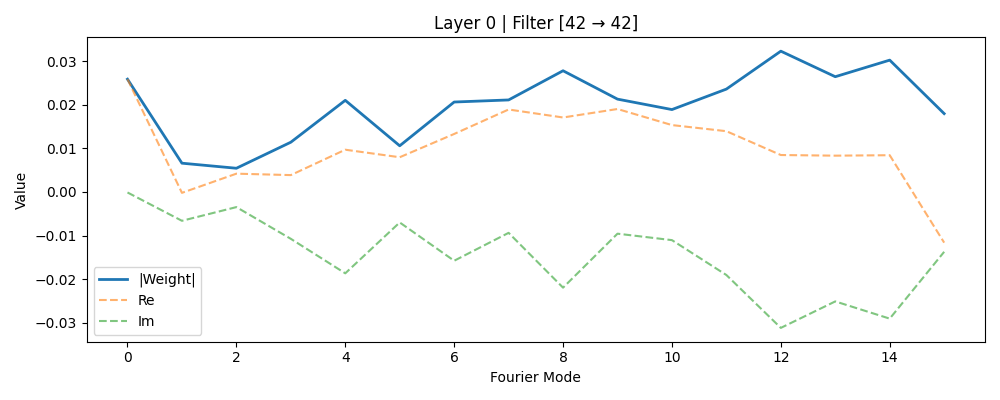 Layer 0 | Filter [42 → 42]
Value
0.03
0.02
0.01
0.00
−0.01
−0.02
−0.03
|Weight|
Re
Im
0 2 4 6 8 10 12 14
Fourier Mode